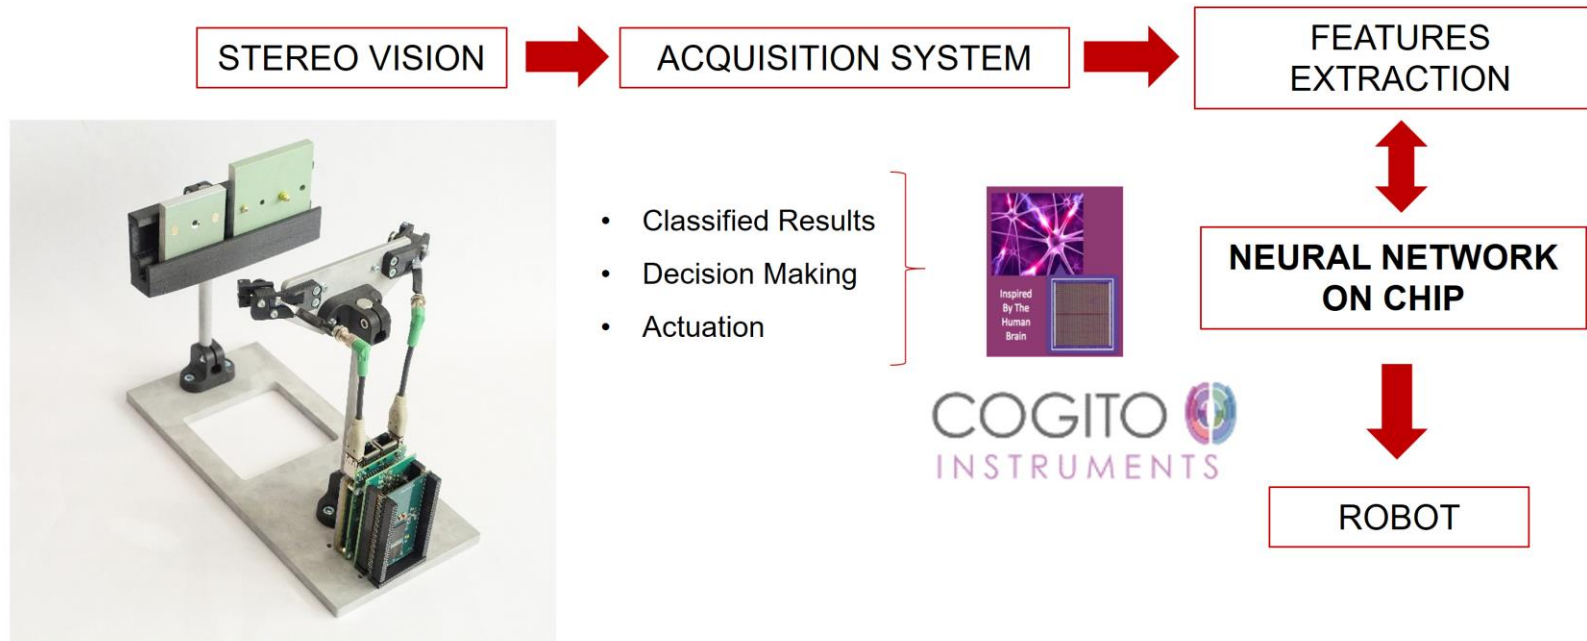 STEREO VISION
ACQUISITION SYSTEM
FEATURES
EXTRACTION
• Classified Results
• Decision Making
• Actuation
Inspired
By The
Human
Brain
NEURAL NETWORK
ON CHIP
COGITO
INSTRUMENTS
ROBOT